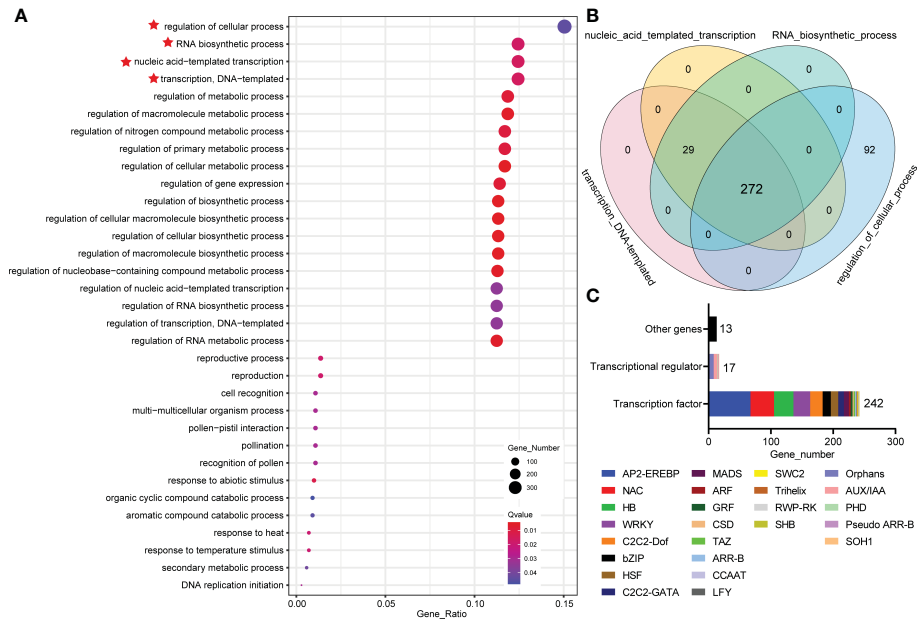 A
regulation of cellular process
RNA biosynthetic process
nucleic acid−templated transcription
transcription, DNA−templated
regulation of metabolic process
regulation of macromolecule metabolic process
regulation of nitrogen compound metabolic process
regulation of primary metabolic process
regulation of cellular metabolic process
regulation of gene expression
regulation of biosynthetic process
regulation of cellular macromolecule biosynthetic process
regulation of cellular biosynthetic process
regulation of macromolecule biosynthetic process
regulation of nucleobase−containing compound metabolic process
regulation of nucleic acid−templated transcription
regulation of RNA biosynthetic process
regulation of transcription, DNA−templated
regulation of RNA metabolic process
reproductive process
reproduction
cell recognition
multi−multicellular organism process
pollen−pistil interaction
pollination
recognition of pollen
response to abiotic stimulus
organic cyclic compound catabolic process
aromatic compound catabolic process
response to heat
response to temperature stimulus
secondary metabolic process
DNA replication initiation
0.00 0.05 0.10 0.15
Gene_Ratio
Gene_Number
100
200
300
Qvalue
0.01
0.02
0.03
0.04
B
nucleic_acid_templated_transcription
RNA_biosynthetic_process
transcription_DNA-templated
regulation_of_cellular_process
0 0
0
0 0
0 29 0 92
272
0 0
0 0
0
C
Other genes 13
Transcriptional regulator 17
Transcription factor 242
0 100 200 300
Gene_number
AP2-EREBP MADS SWC2 Orphans
NAC ARF Trihelix AUX/IAA
HB GRF RWP-RK PHD
WRKY CSD SHB Pseudo ARR-B
C2C2-Dof TAZ SOH1
bZIP ARR-B
HSF CCAAT
C2C2-GATA LFY